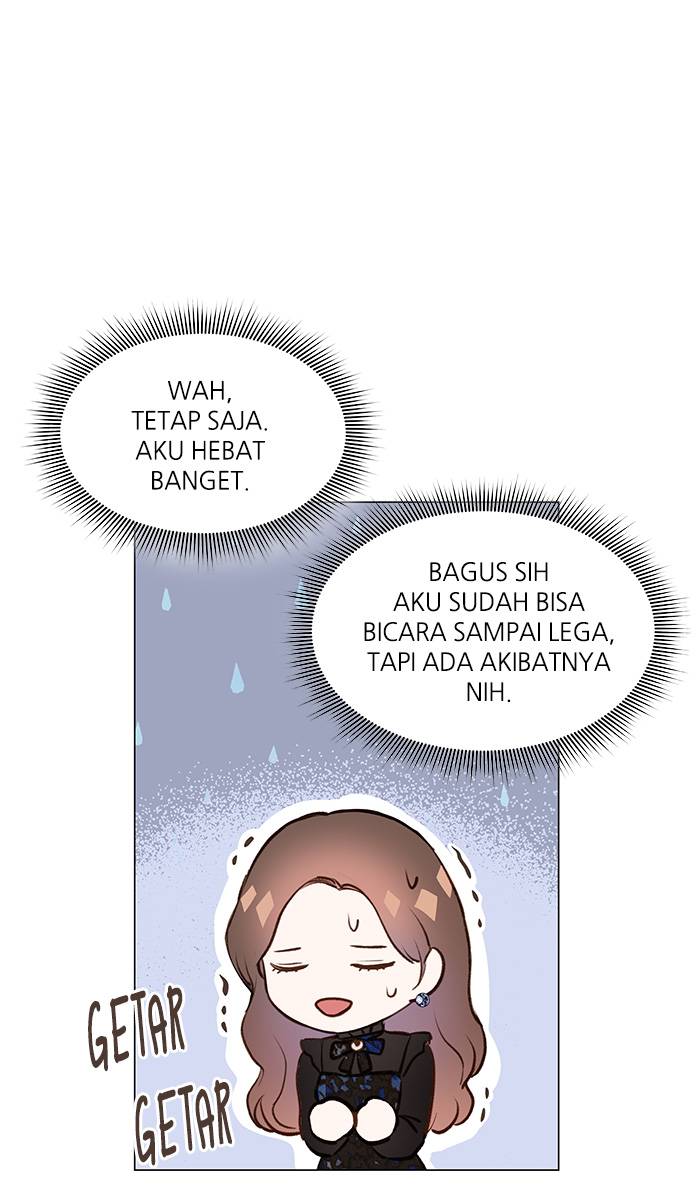 WAH,
TETAP SAJA.
AKU HEBAT
BANGET.
BAGUS SIH
AKU SUDAH BISA
BICARA SAMPAI LEGA,
TAPI ADA AKIBATNYA
NIH.
GETAR
GETAR